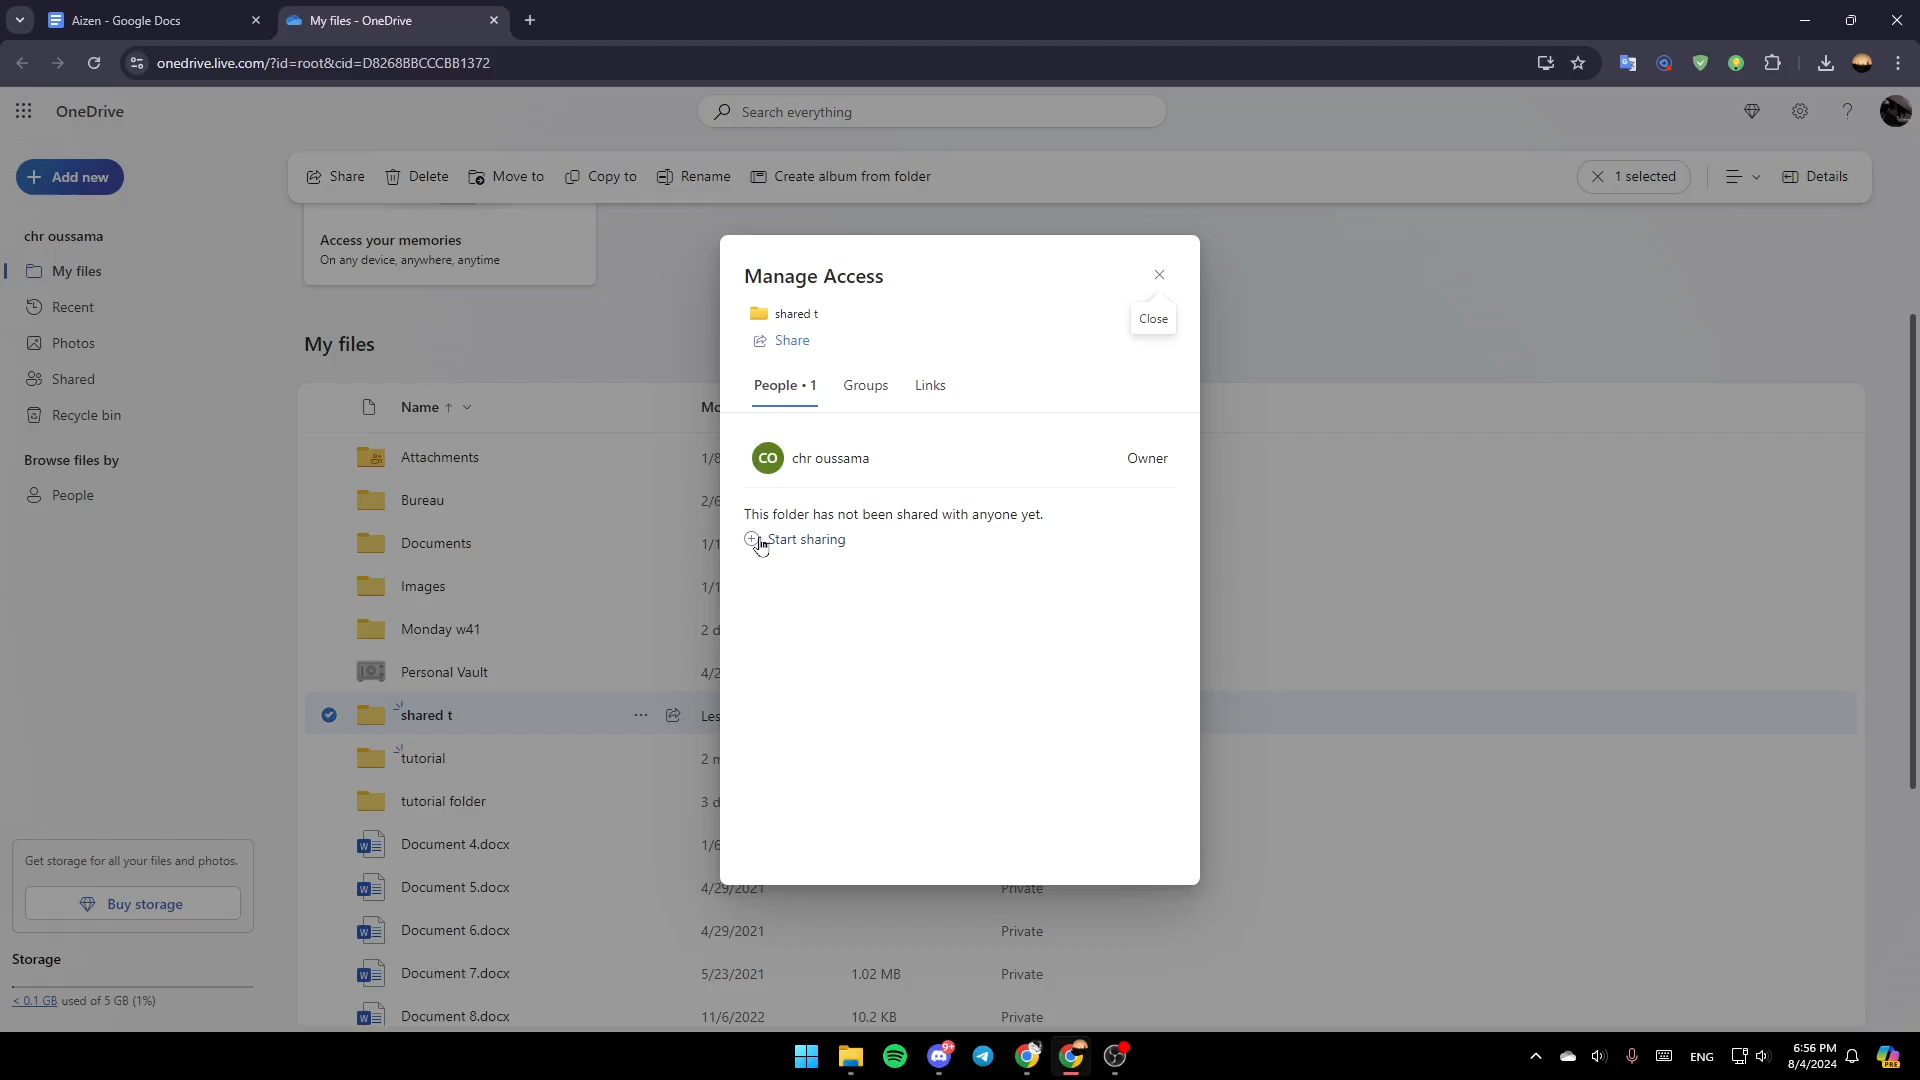 Aizen - Google Docs
My files - OneDrive
onedrive.live.com/?id=root&cid=D8268BBCCCBB1372
OneDrive
Search everything
Add new
Share
Delete
Move to
Copy to
Rename
Create album from folder
1 selected
Details
chr oussama
My files
Recent
Photos
Shared
Recycle bin
Browse files by
People
Get storage for all your files and photos.
Buy storage
Storage
< 0.1 GB used of 5 GB (1%)
Access your memories
On any device, anywhere, anytime
My files
Name
Attachments
Bureau
Documents
Images
Monday w41
Personal Vault
shared t
tutorial
tutorial folder
Document 4.docx
Document 5.docx 4/29/2021 Private
Document 6.docx 4/29/2021 Private
Document 7.docx 5/23/2021 1.02 MB Private
Document 8.docx 11/6/2022 10.2 KB Private
Manage Access
shared t
Close
Share
People • 1 Groups Links
CO chr oussama Owner
This folder has not been shared with anyone yet.
Start sharing
9+
ENG
6:56 PM
8/4/2024
PRE